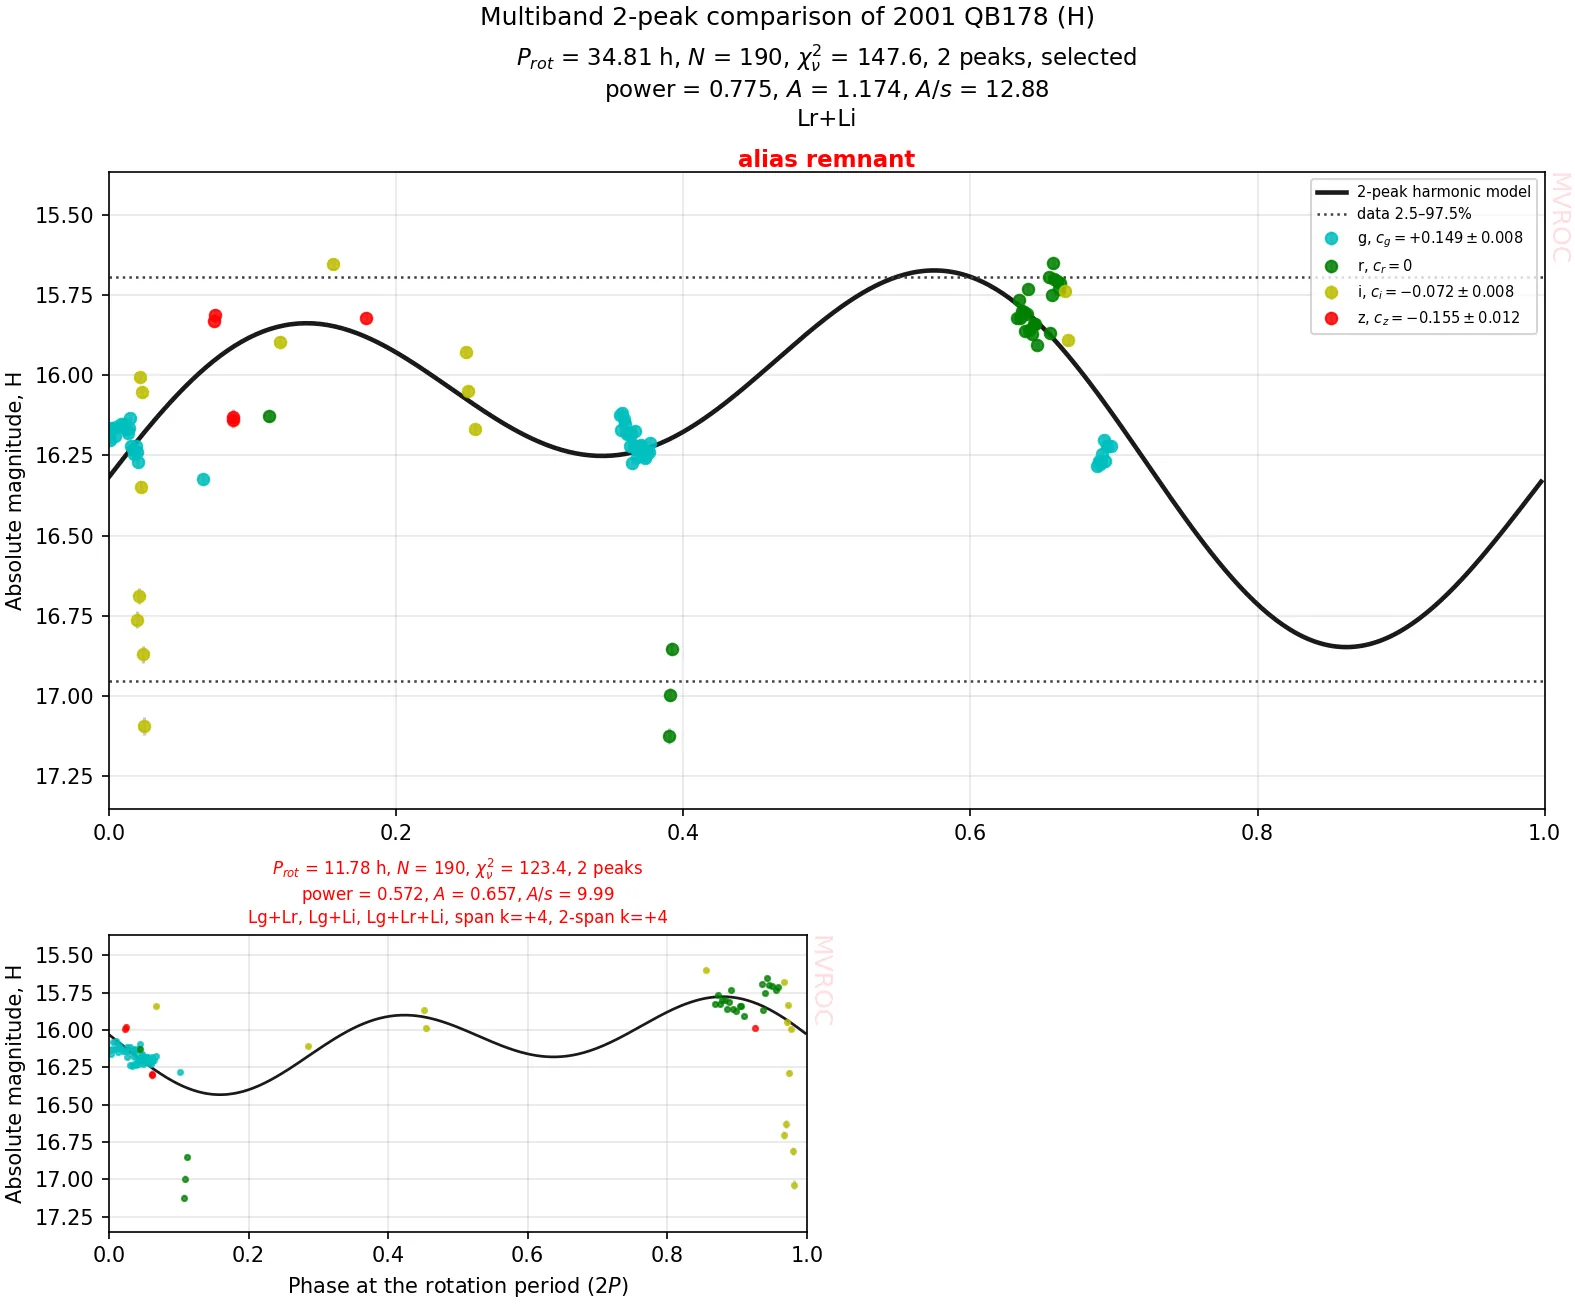 Multiband 2-peak comparison of 2001 QB178 (H)
P_rot = 34.81 h, N = 190, χ²_ν = 147.6, 2 peaks, selected
power = 0.775, A = 1.174, A/s = 12.88
Lr+Li
alias remnant
MVROC
2-peak harmonic model
data 2.5–97.5%
g, c_g = +0.149 ± 0.008
r, c_r = 0
i, c_i = −0.072 ± 0.008
z, c_z = −0.155 ± 0.012
Absolute magnitude, H
15.50
15.75
16.00
16.25
16.50
16.75
17.00
17.25
0.0 0.2 0.4 0.6 0.8 1.0
P_rot = 11.78 h, N = 190, χ²_ν = 123.4, 2 peaks
power = 0.572, A = 0.657, A/s = 9.99
Lg+Lr, Lg+Li, Lg+Lr+Li, span k=+4, 2-span k=+4
MVROC
Absolute magnitude, H
15.50
15.75
16.00
16.25
16.50
16.75
17.00
17.25
0.0 0.2 0.4 0.6 0.8 1.0
Phase at the rotation period (2P)